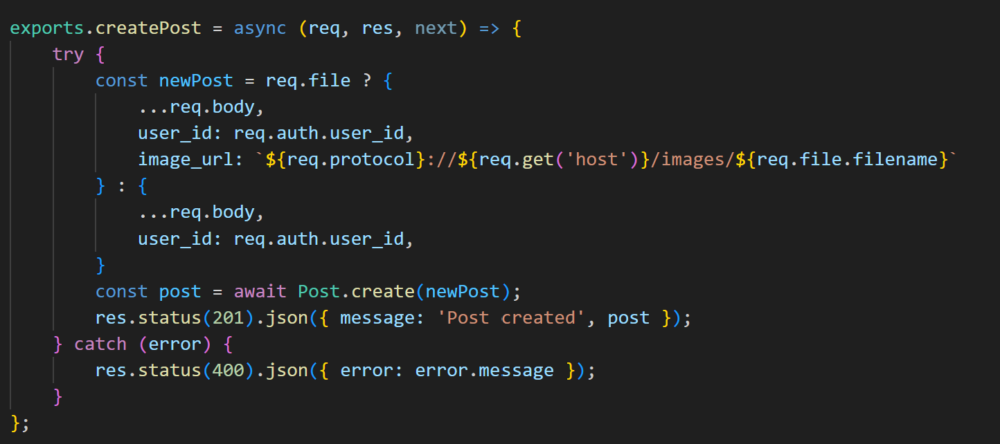 exports.createPost = async (req, res, next) => {
    try {
        const newPost = req.file ? {
            ...req.body,
            user_id: req.auth.user_id,
            image_url: `${req.protocol}://${req.get('host')}/images/${req.file.filename}`
        } : {
            ...req.body,
            user_id: req.auth.user_id,
        }
        const post = await Post.create(newPost);
        res.status(201).json({ message: 'Post created', post });
    } catch (error) {
        res.status(400).json({ error: error.message });
    }
};